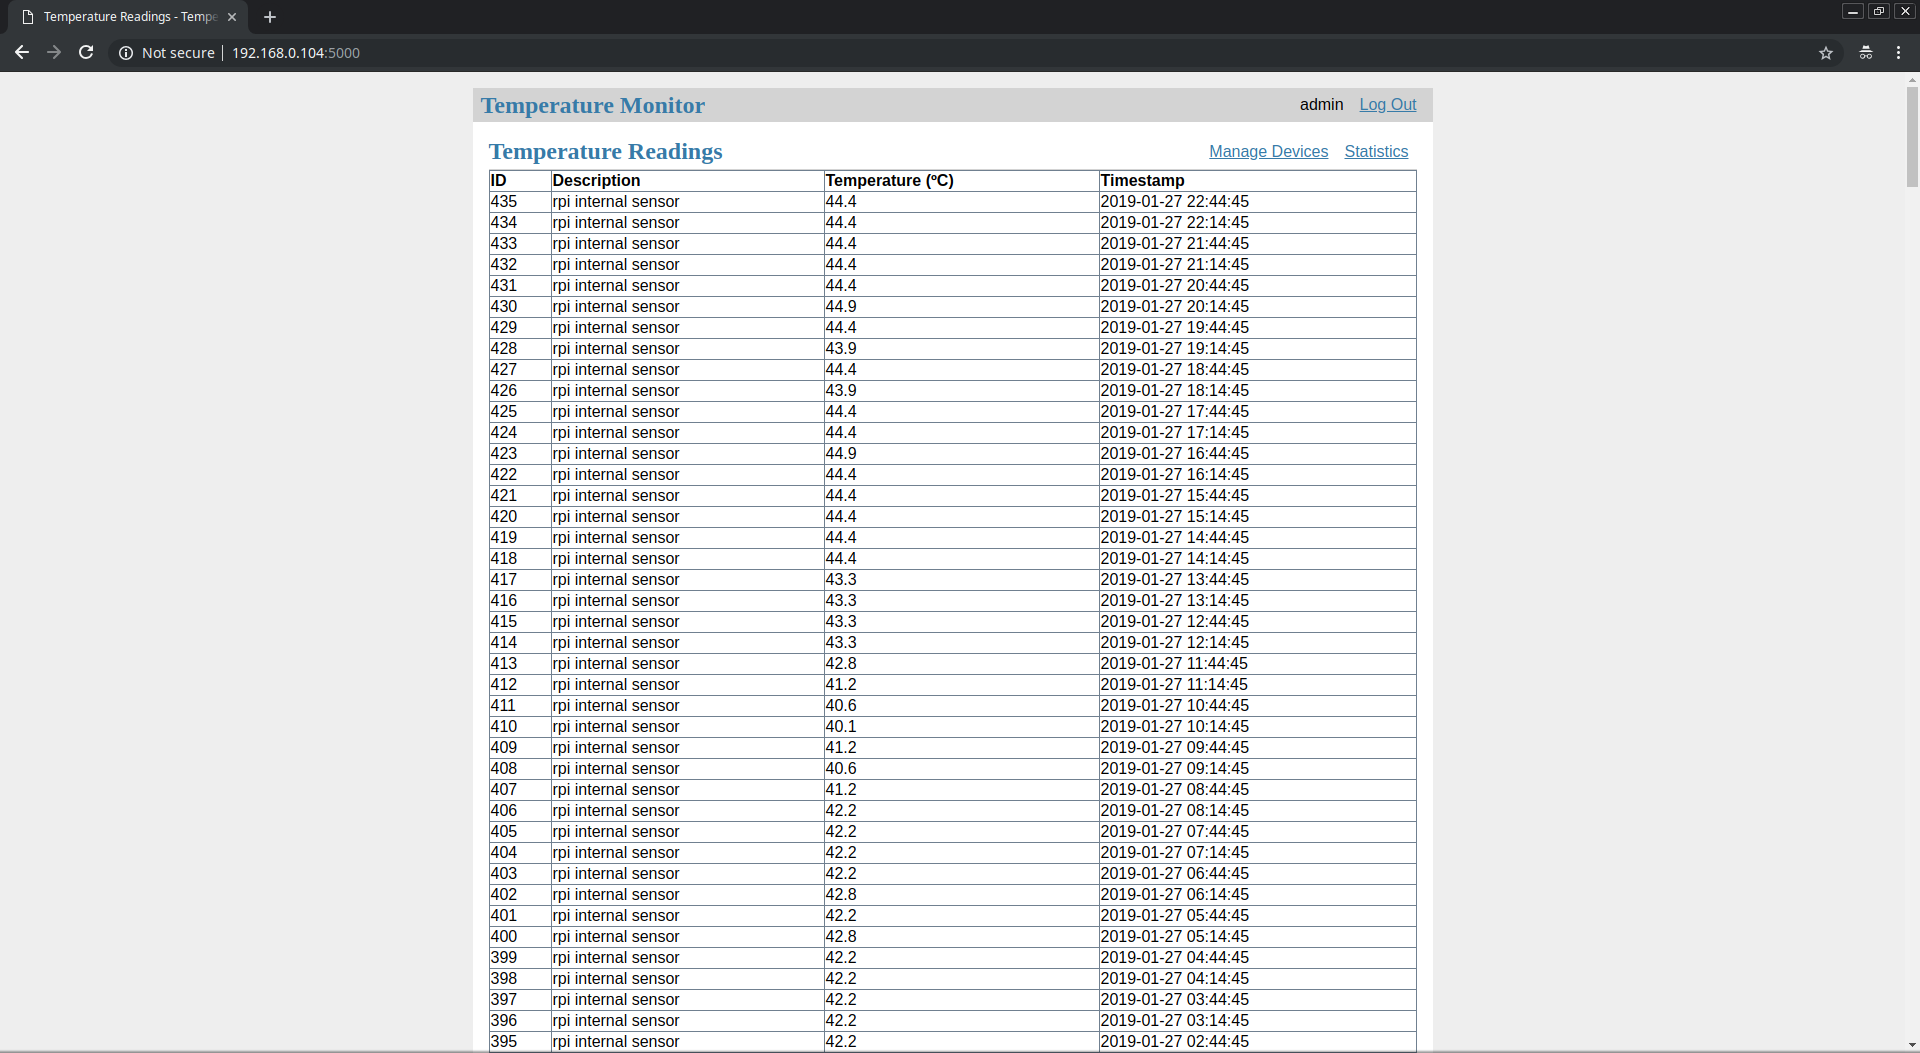 Temperature Readings - Tempe
Not secure 192.168.0.104:5000
Temperature Monitor admin Log Out
Temperature Readings Manage Devices Statistics
ID Description Temperature (ºC) Timestamp
435 rpi internal sensor 44.4 2019-01-27 22:44:45
434 rpi internal sensor 44.4 2019-01-27 22:14:45
433 rpi internal sensor 44.4 2019-01-27 21:44:45
432 rpi internal sensor 44.4 2019-01-27 21:14:45
431 rpi internal sensor 44.4 2019-01-27 20:44:45
430 rpi internal sensor 44.9 2019-01-27 20:14:45
429 rpi internal sensor 44.4 2019-01-27 19:44:45
428 rpi internal sensor 43.9 2019-01-27 19:14:45
427 rpi internal sensor 44.4 2019-01-27 18:44:45
426 rpi internal sensor 43.9 2019-01-27 18:14:45
425 rpi internal sensor 44.4 2019-01-27 17:44:45
424 rpi internal sensor 44.4 2019-01-27 17:14:45
423 rpi internal sensor 44.9 2019-01-27 16:44:45
422 rpi internal sensor 44.4 2019-01-27 16:14:45
421 rpi internal sensor 44.4 2019-01-27 15:44:45
420 rpi internal sensor 44.4 2019-01-27 15:14:45
419 rpi internal sensor 44.4 2019-01-27 14:44:45
418 rpi internal sensor 44.4 2019-01-27 14:14:45
417 rpi internal sensor 43.3 2019-01-27 13:44:45
416 rpi internal sensor 43.3 2019-01-27 13:14:45
415 rpi internal sensor 43.3 2019-01-27 12:44:45
414 rpi internal sensor 43.3 2019-01-27 12:14:45
413 rpi internal sensor 42.8 2019-01-27 11:44:45
412 rpi internal sensor 41.2 2019-01-27 11:14:45
411 rpi internal sensor 40.6 2019-01-27 10:44:45
410 rpi internal sensor 40.1 2019-01-27 10:14:45
409 rpi internal sensor 41.2 2019-01-27 09:44:45
408 rpi internal sensor 40.6 2019-01-27 09:14:45
407 rpi internal sensor 41.2 2019-01-27 08:44:45
406 rpi internal sensor 42.2 2019-01-27 08:14:45
405 rpi internal sensor 42.2 2019-01-27 07:44:45
404 rpi internal sensor 42.2 2019-01-27 07:14:45
403 rpi internal sensor 42.2 2019-01-27 06:44:45
402 rpi internal sensor 42.8 2019-01-27 06:14:45
401 rpi internal sensor 42.2 2019-01-27 05:44:45
400 rpi internal sensor 42.8 2019-01-27 05:14:45
399 rpi internal sensor 42.2 2019-01-27 04:44:45
398 rpi internal sensor 42.2 2019-01-27 04:14:45
397 rpi internal sensor 42.2 2019-01-27 03:44:45
396 rpi internal sensor 42.2 2019-01-27 03:14:45
395 rpi internal sensor 42.2 2019-01-27 02:44:45